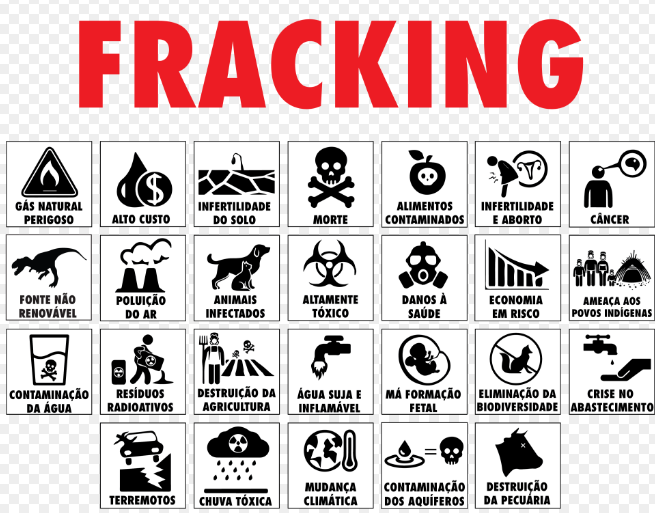 FRACKING
GÁS NATURAL
PERIGOSO
ALTO CUSTO
INFERTILIDADE
DO SOLO
MORTE
ALIMENTOS
CONTAMINADOS
INFERTILIDADE
E ABORTO
CÂNCER
FONTE NÃO
RENOVÁVEL
POLUIÇÃO
DO AR
ANIMAIS
INFECTADOS
ALTAMENTE
TÓXICO
DANOS À
SAÚDE
ECONOMIA
EM RISCO
AMEAÇA AOS
POVOS INDÍGENAS
CONTAMINAÇÃO
DA ÁGUA
RESÍDUOS
RADIOATIVOS
DESTRUIÇÃO DA
AGRICULTURA
ÁGUA SUJA E
INFLAMÁVEL
MÁ FORMAÇÃO
FETAL
ELIMINAÇÃO DA
BIODIVERSIDADE
CRISE NO
ABASTECIMENTO
TERREMOTOS
CHUVA TÓXICA
MUDANÇA
CLIMÁTICA
CONTAMINAÇÃO
DOS AQUÍFEROS
DESTRUIÇÃO
DA PECUÁRIA